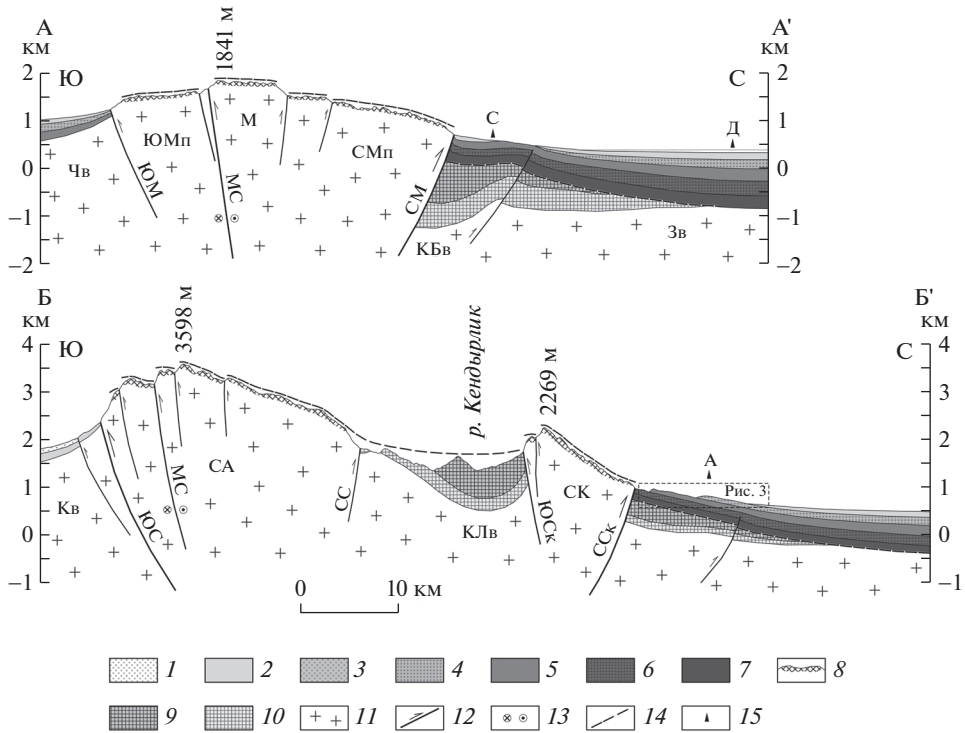 А
А'
км
км
Ю
С
1841 м
2
1
0
−1
−2
2
1
0
−1
−2
Чв
ЮМп
ЮМ
МС
М
СМп
СМ
КБв
С
Зв
Д
Б
Б'
км
км
Ю
С
3598 м
р. Кендырлик
2269 м
4
3
2
1
0
−1
4
3
2
1
0
−1
Кв
ЮС
МС
СА
СС
КЛв
ЮСк
СК
ССк
А
Рис. 3
0 10 км
1 2 3 4 5 6 7 8
9 10 11 12 13 14 15